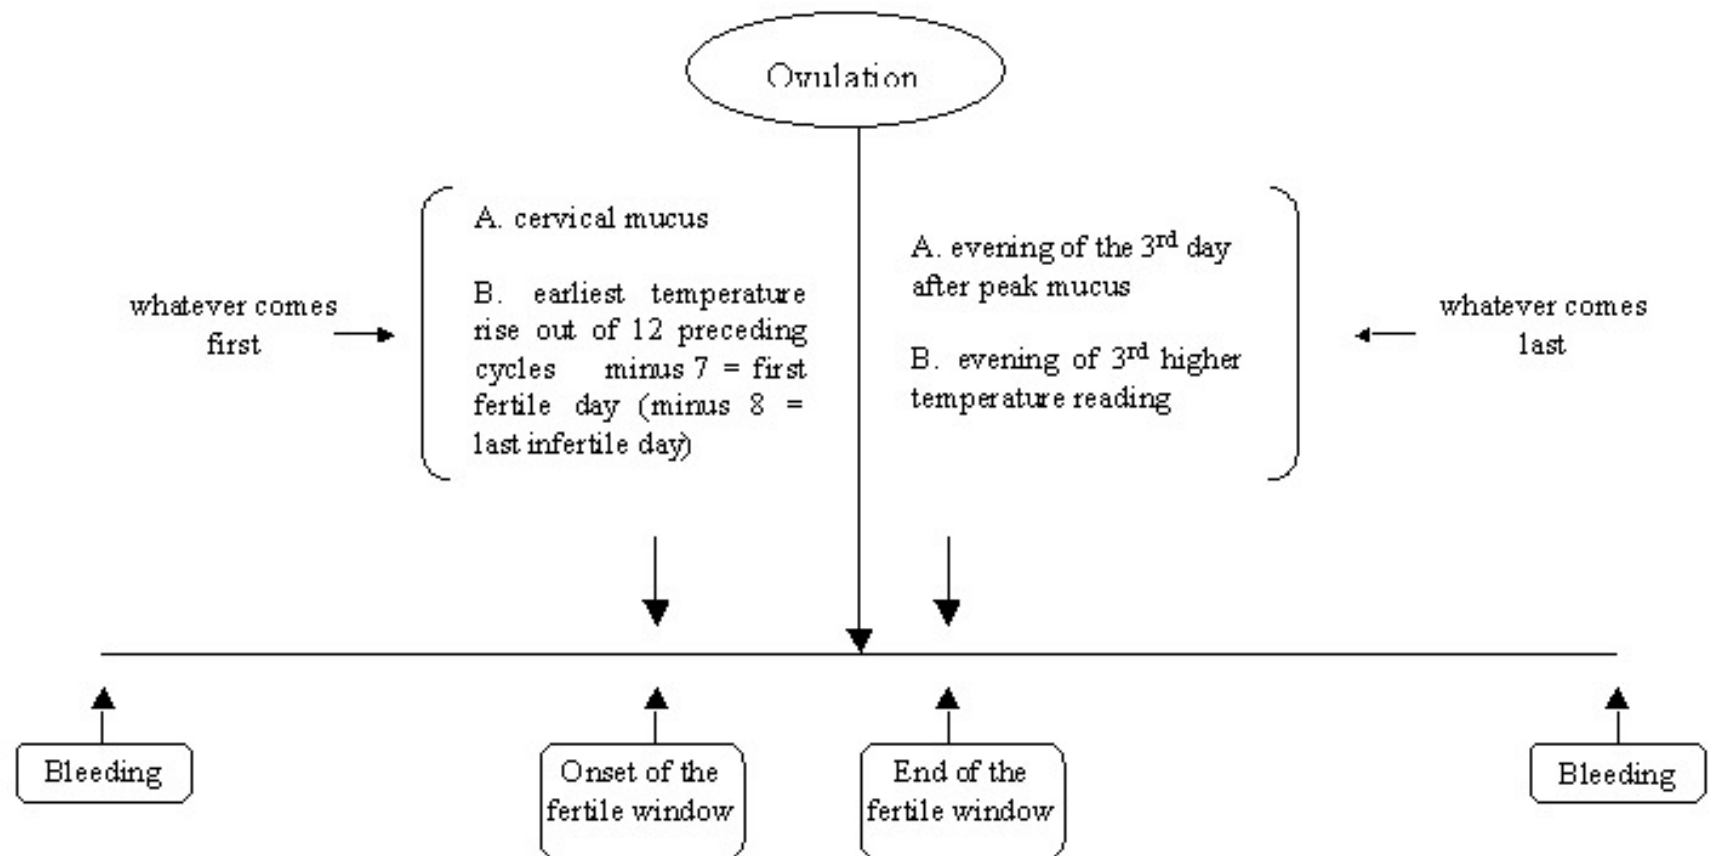 Ovulation
whatever comes
first
A. cervical mucus
B. earliest temperature
rise out of 12 preceding
cycles minus 7 = first
fertile day (minus 8 =
last infertile day)
A. evening of the 3rd day
after peak mucus
B. evening of 3rd higher
temperature reading
whatever comes
last
Bleeding
Onset of the
fertile window
End of the
fertile window
Bleeding